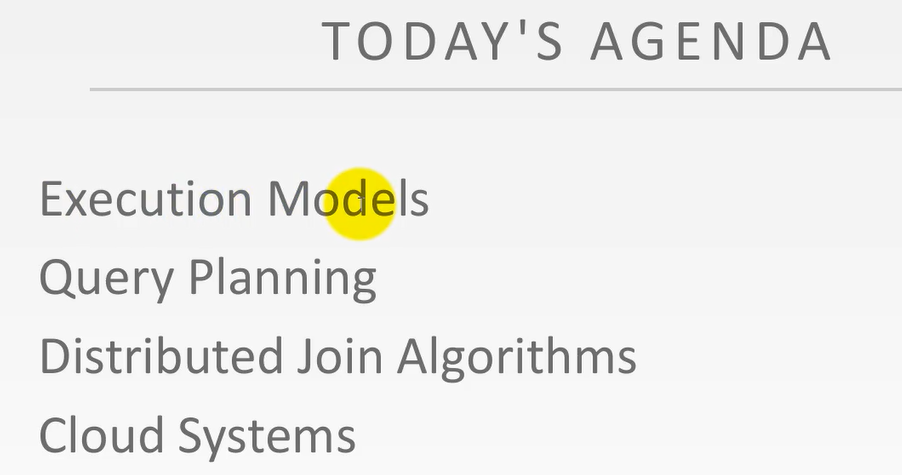 TODAY'S AGENDA
Execution Models
Query Planning
Distributed Join Algorithms
Cloud Systems